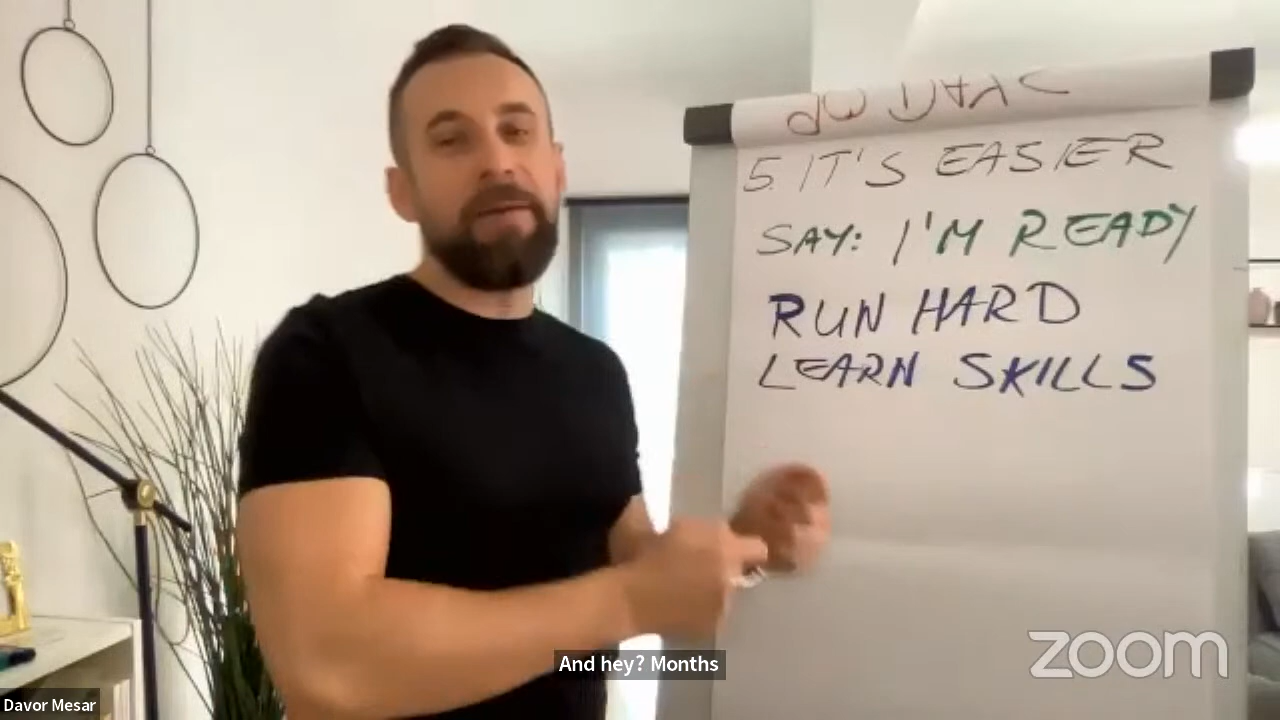 5. IT'S EASIER
SAY: I'M READY
RUN HARD
LEARN SKILLS
And hey? Months
zoom
Davor Mesar